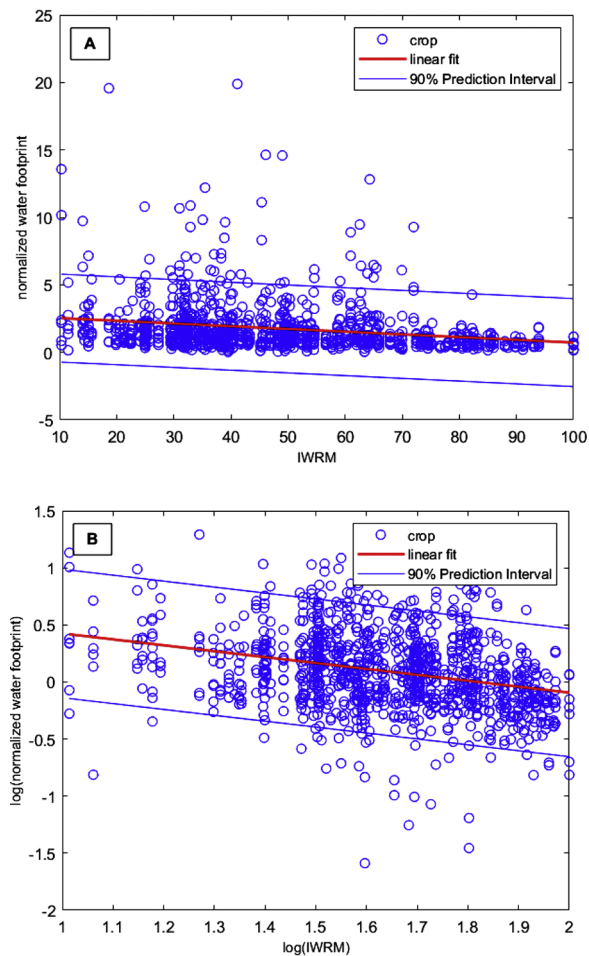 A
crop
linear fit
90% Prediction Interval
25
20
15
10
5
0
-5
normalized water footprint
10 20 30 40 50 60 70 80 90 100
IWRM
B
crop
linear fit
90% Prediction Interval
1.5
1
0.5
0
-0.5
-1
-1.5
-2
log(normalized water footprint)
1 1.1 1.2 1.3 1.4 1.5 1.6 1.7 1.8 1.9 2
log(IWRM)